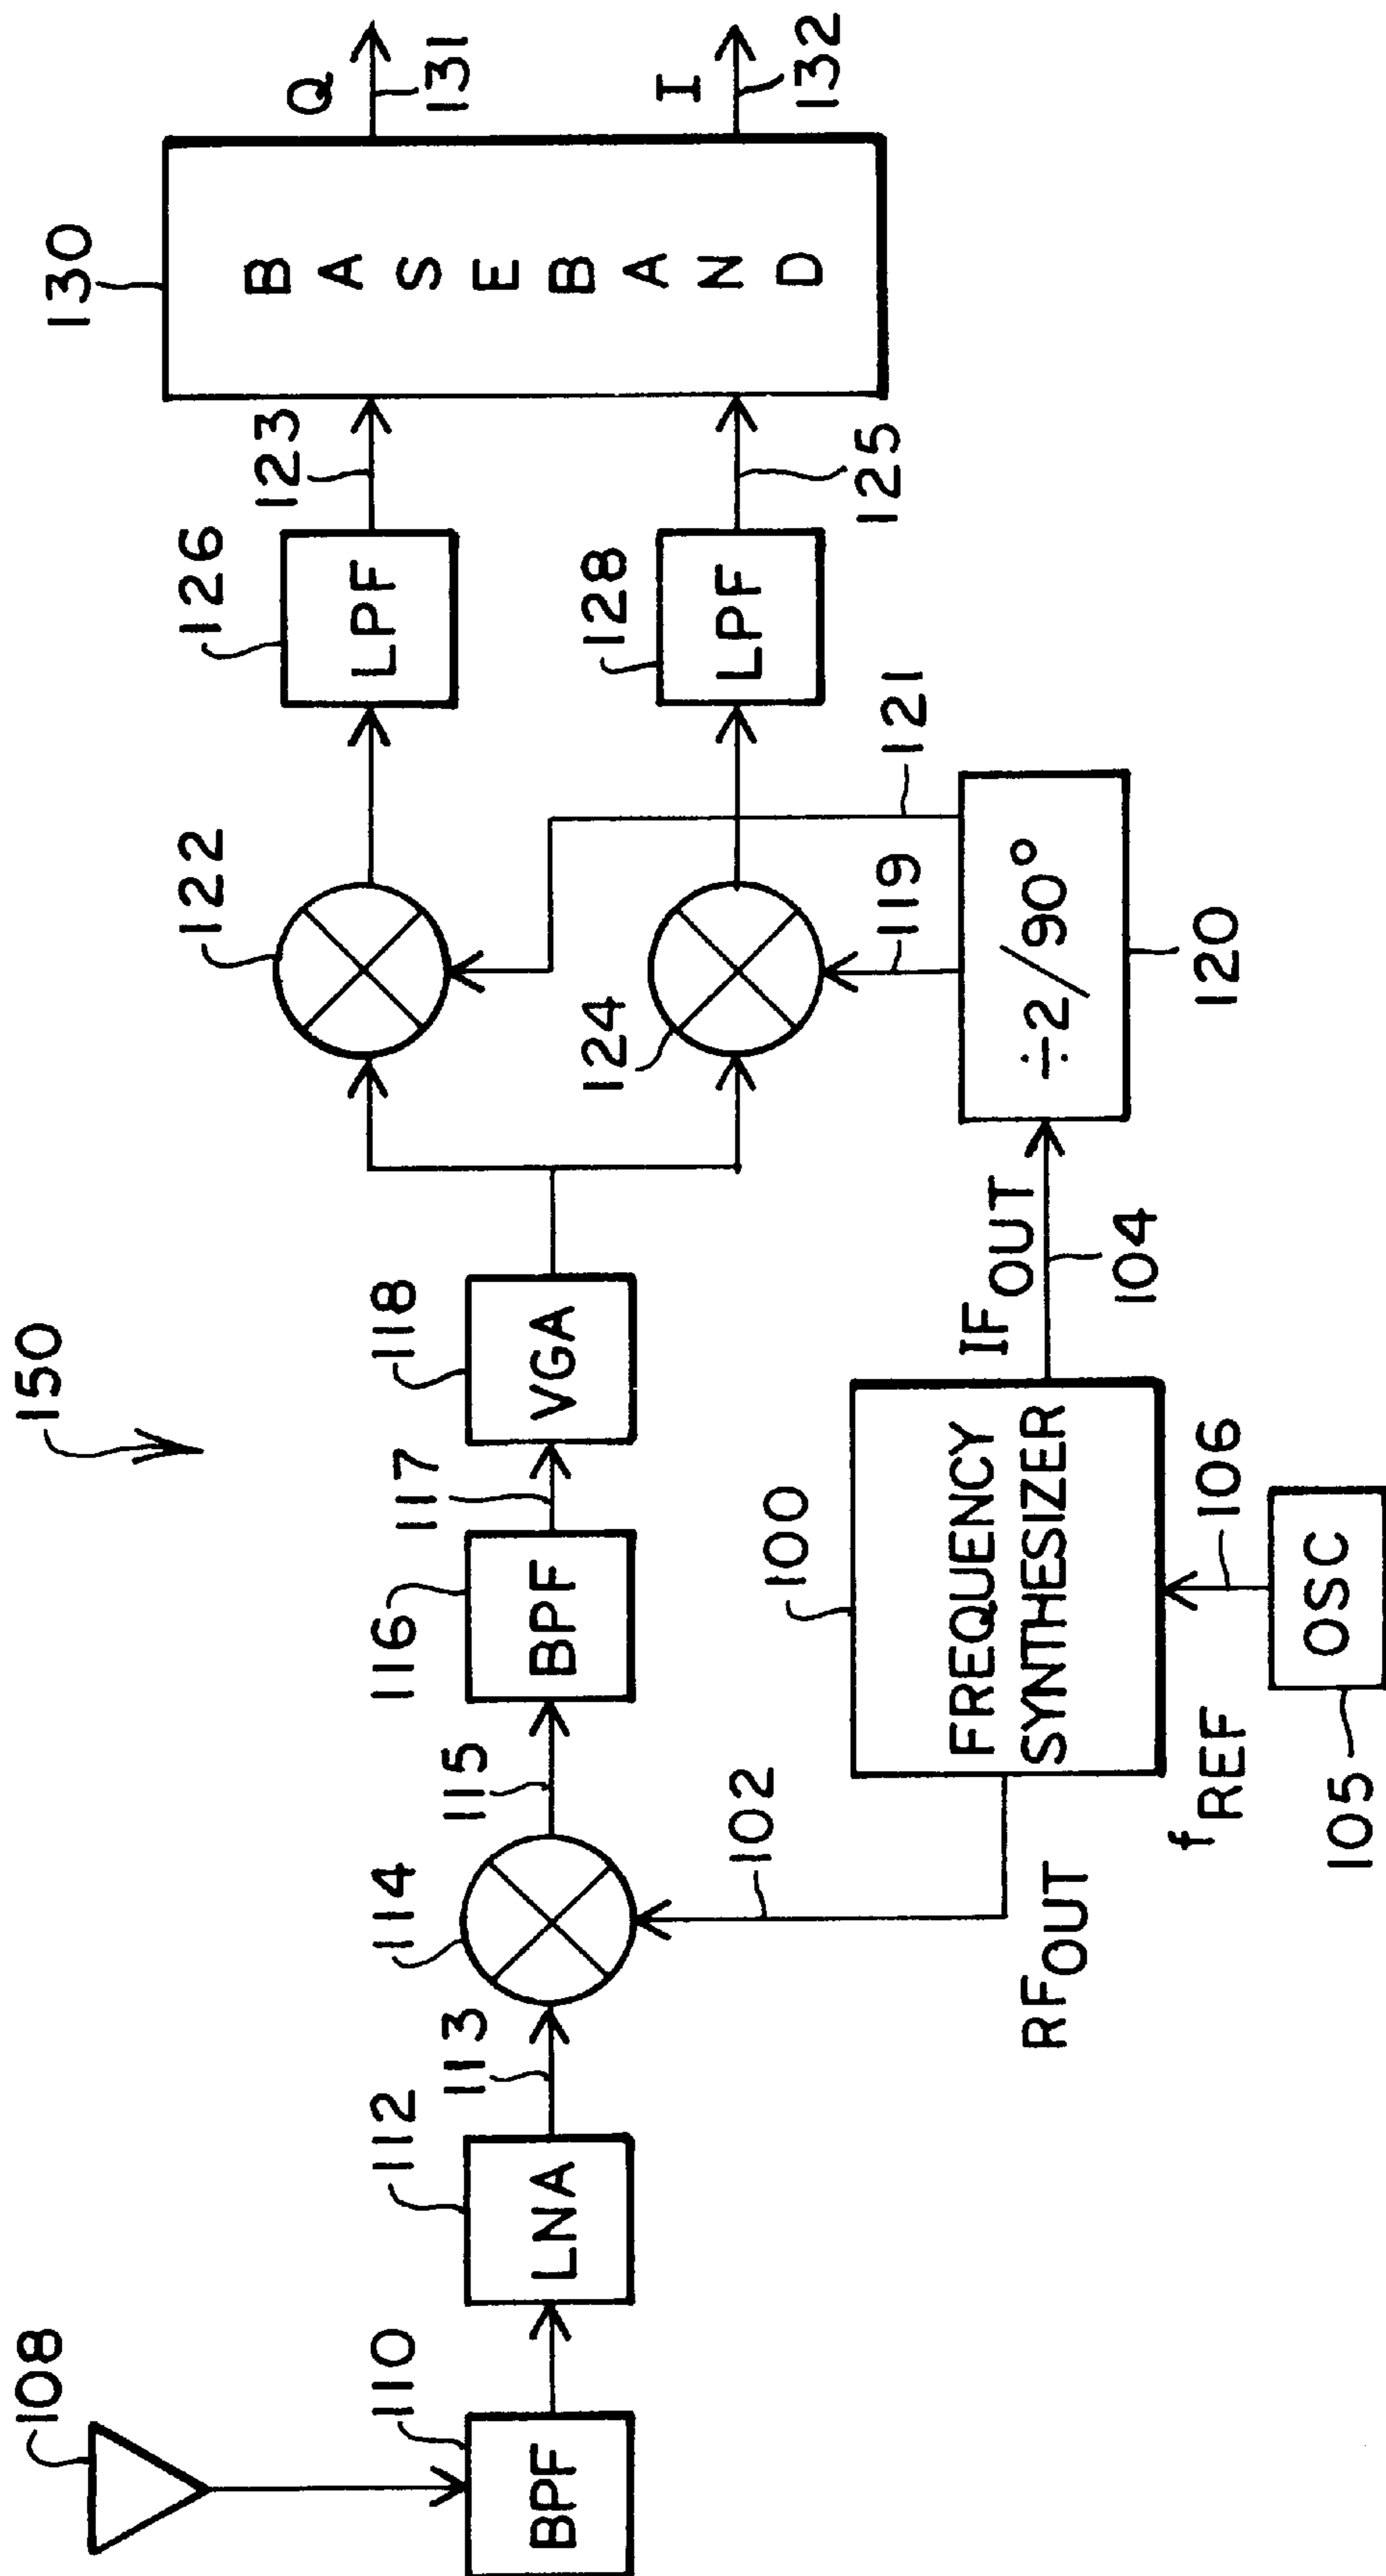 150
108
110
BPF
112
LNA
113
114
115
116
BPF
117
118
VGA
122
124
126
LPF
123
128
LPF
125
130
BASEBAND
Q
131
I
132
RFOUT
102
100
FREQUENCY
SYNTHESIZER
IFOUT
104
119
121
÷2/90°
120
fREF
106
OSC
105